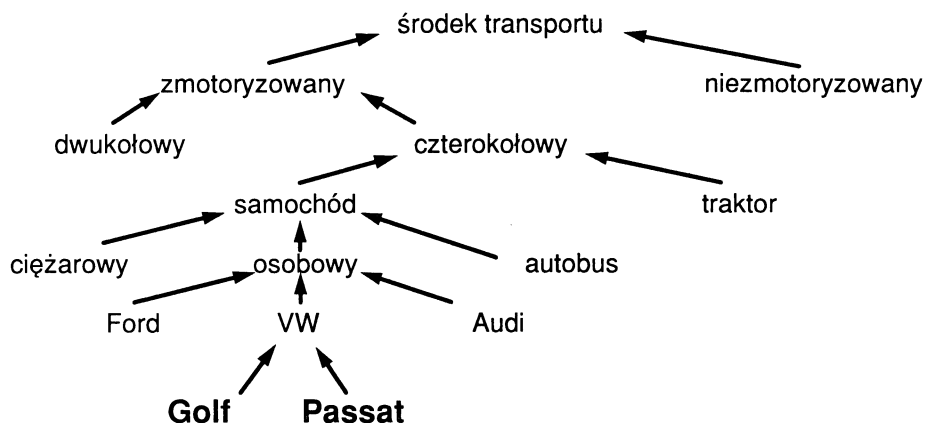 środek transportu
zmotoryzowany niezmotoryzowany
dwukołowy czterokołowy
samochód traktor
ciężarowy osobowy autobus
Ford VW Audi
Golf Passat